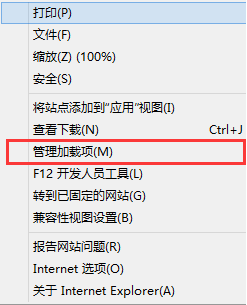 打印(P)
文件(F)
缩放(Z) (100%)
安全(S)
将站点添加到“应用”视图(I)
查看下载(N) Ctrl+J
管理加载项(M)
F12 开发人员工具(L)
转到已固定的网站(G)
兼容性视图设置(B)
报告网站问题(R)
Internet 选项(O)
关于 Internet Explorer(A)